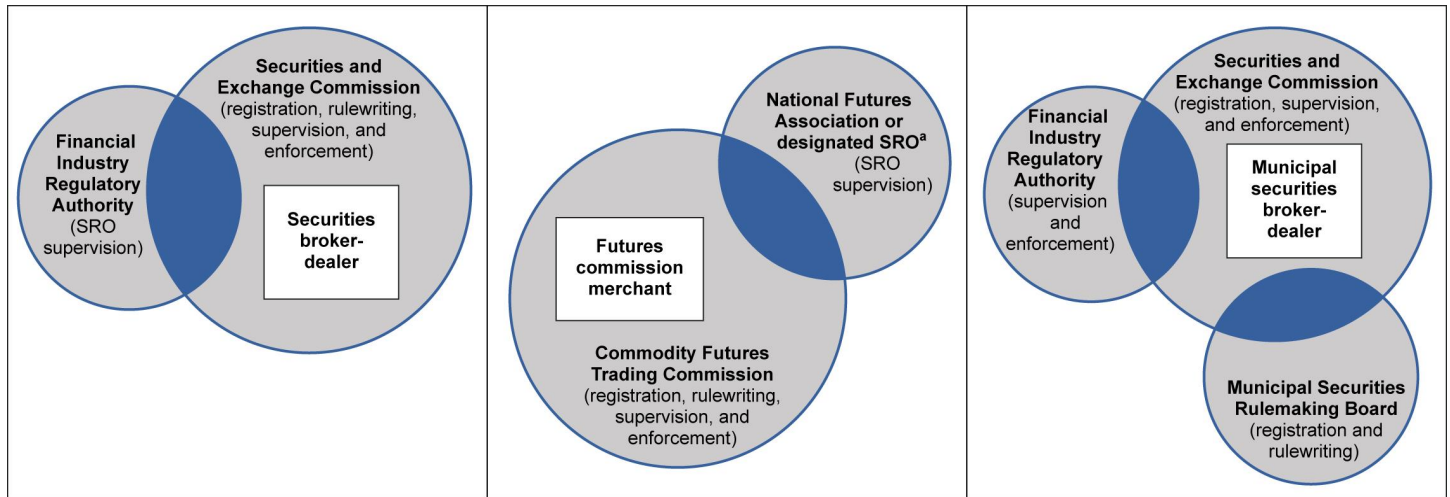 Securities and
Exchange Commission
(registration, rulewriting,
supervision, and
enforcement)
Financial
Industry
Regulatory
Authority
(SRO
supervision)
Securities
broker-
dealer
National Futures
Association or
designated SROᵃ
(SRO
supervision)
Futures
commission
merchant
Commodity Futures
Trading Commission
(registration, rulewriting,
supervision, and
enforcement)
Securities and
Exchange Commission
(registration, supervision,
and enforcement)
Financial
Industry
Regulatory
Authority
(supervision
and
enforcement)
Municipal
securities
broker-
dealer
Municipal Securities
Rulemaking Board
(registration and
rulewriting)